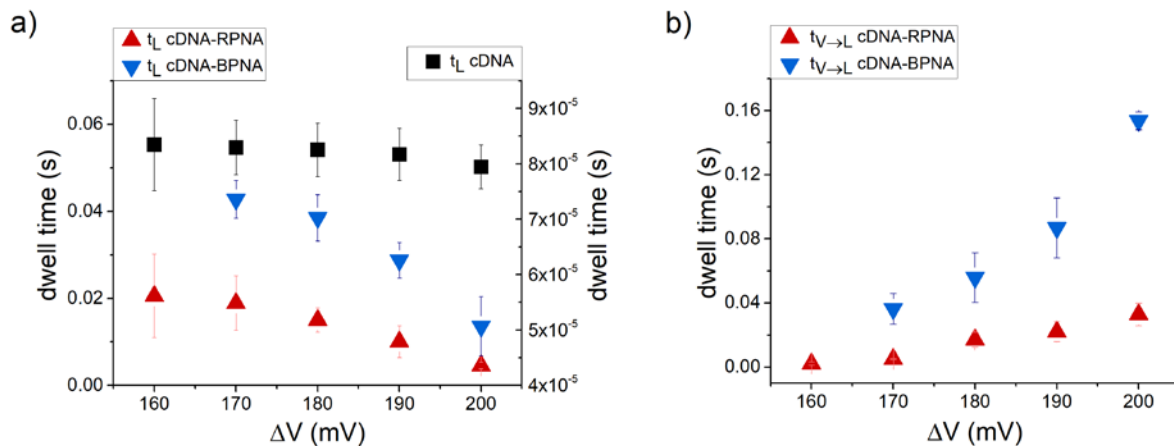 a)
t_L cDNA-RPNA
t_L cDNA-BPNA
t_L cDNA
dwell time (s)
0.06
0.04
0.02
0.00
9x10⁻⁵
8x10⁻⁵
7x10⁻⁵
6x10⁻⁵
5x10⁻⁵
4x10⁻⁵
dwell time (s)
160 170 180 190 200
ΔV (mV)
b)
t_V→L cDNA-RPNA
t_V→L cDNA-BPNA
dwell time (s)
0.16
0.12
0.08
0.04
0.00
160 170 180 190 200
ΔV (mV)